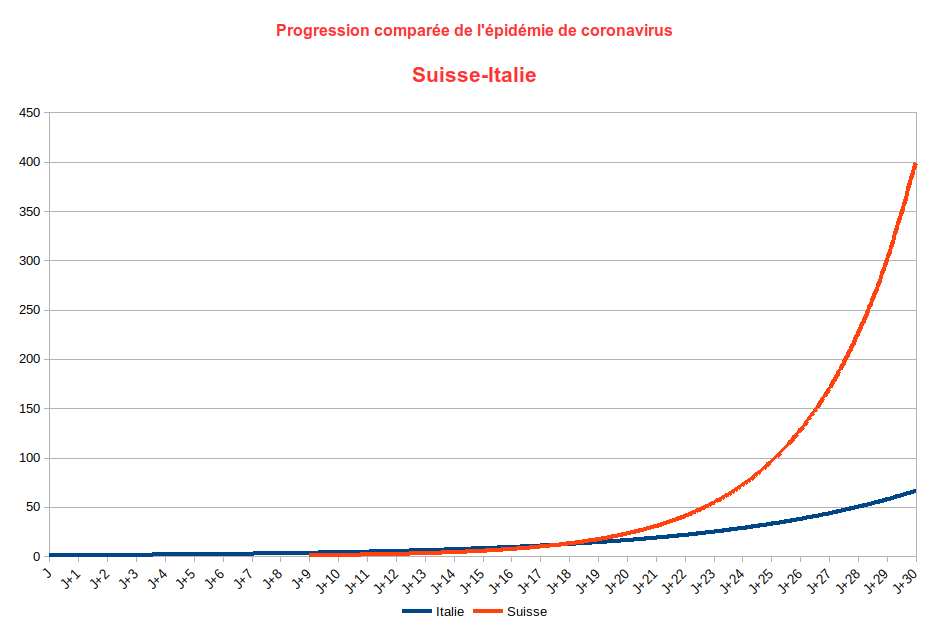 Progression comparée de l'épidémie de coronavirus
Suisse-Italie
450
400
350
300
250
200
150
100
50
0
J
J+1
J+2
J+3
J+4
J+5
J+6
J+7
J+8
J+9
J+10
J+11
J+12
J+13
J+14
J+15
J+16
J+17
J+18
J+19
J+20
J+21
J+22
J+23
J+24
J+25
J+26
J+27
J+28
J+29
J+30
Italie
Suisse